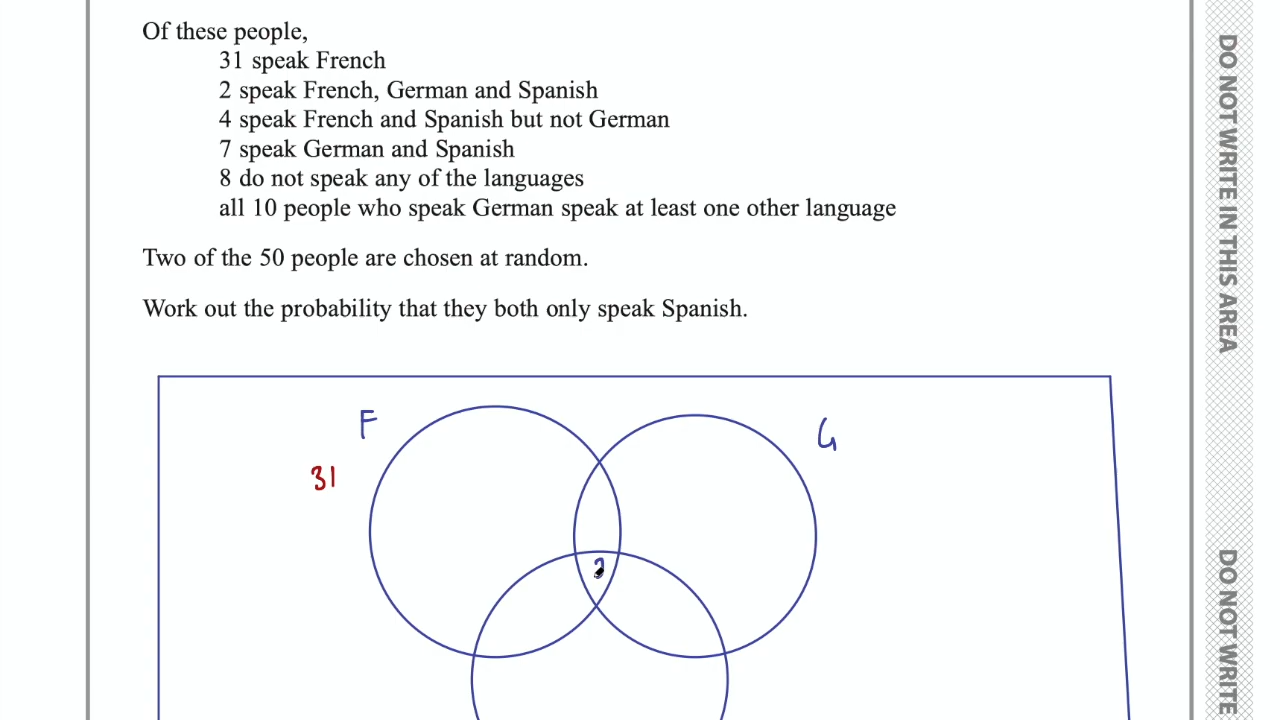 Of these people,
31 speak French
2 speak French, German and Spanish
4 speak French and Spanish but not German
7 speak German and Spanish
8 do not speak any of the languages
all 10 people who speak German speak at least one other language
Two of the 50 people are chosen at random.
Work out the probability that they both only speak Spanish.
F
G
31
DO NOT WRITE IN THIS AREA
DO NOT WRITE